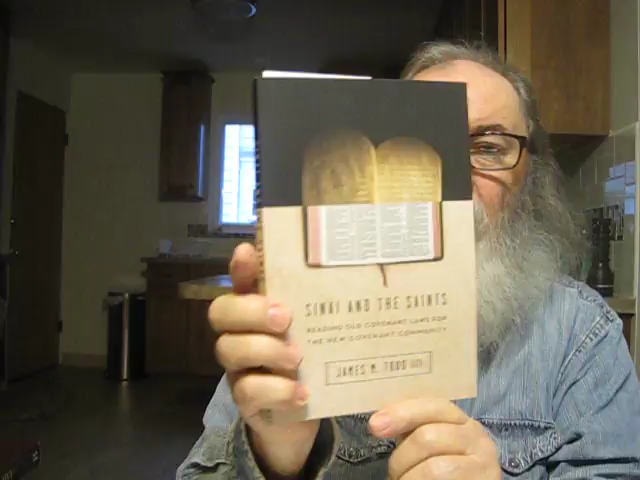 SINAI AND THE SAINTS
READING OLD COVENANT LAWS FOR
THE NEW COVENANT COMMUNITY
JAMES M. TODD III